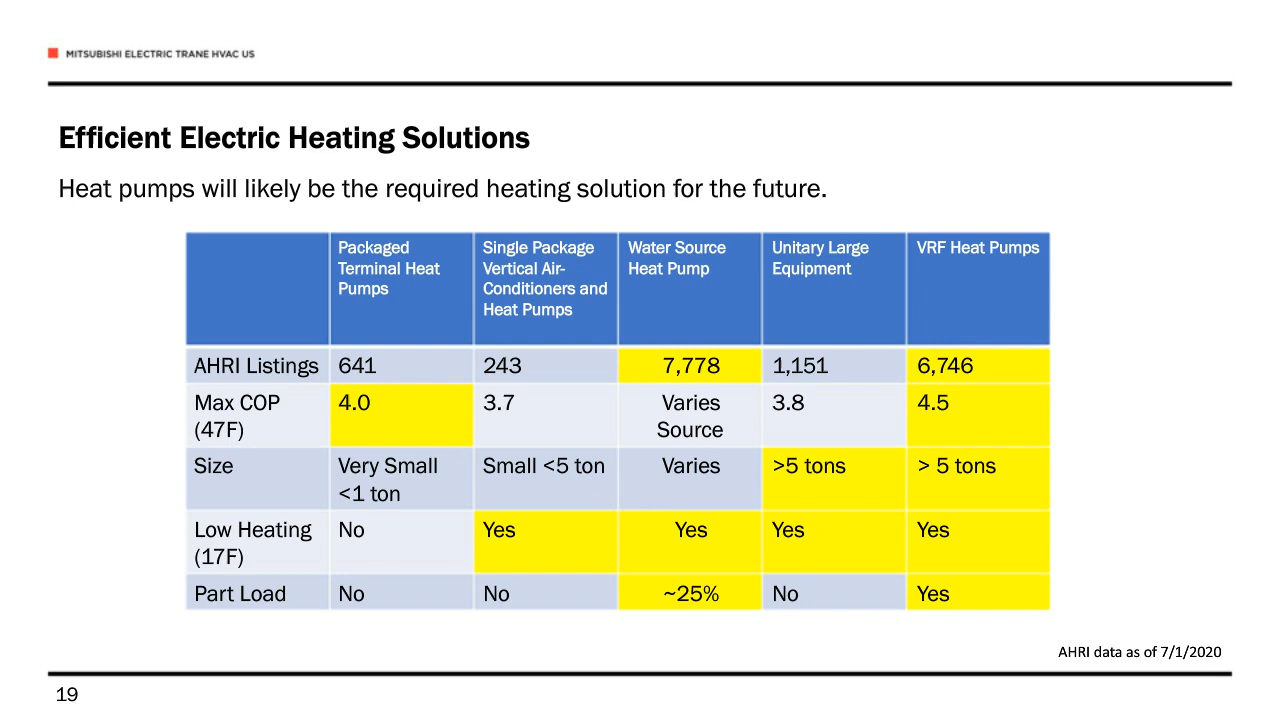 MITSUBISHI ELECTRIC TRANE HVAC US
Efficient Electric Heating Solutions
Heat pumps will likely be the required heating solution for the future.
Packaged
Terminal Heat
Pumps
Single Package
Vertical Air-
Conditioners and
Heat Pumps
Water Source
Heat Pump
Unitary Large
Equipment
VRF Heat Pumps
AHRI Listings 641 243 7,778 1,151 6,746
Max COP
(47F)
4.0
3.7
Varies
Source
3.8
4.5
Size
Very Small
<1 ton
Small <5 ton
Varies
>5 tons
> 5 tons
Low Heating
(17F)
No
Yes
Yes
Yes
Yes
Part Load No No ~25% No Yes
AHRI data as of 7/1/2020
19